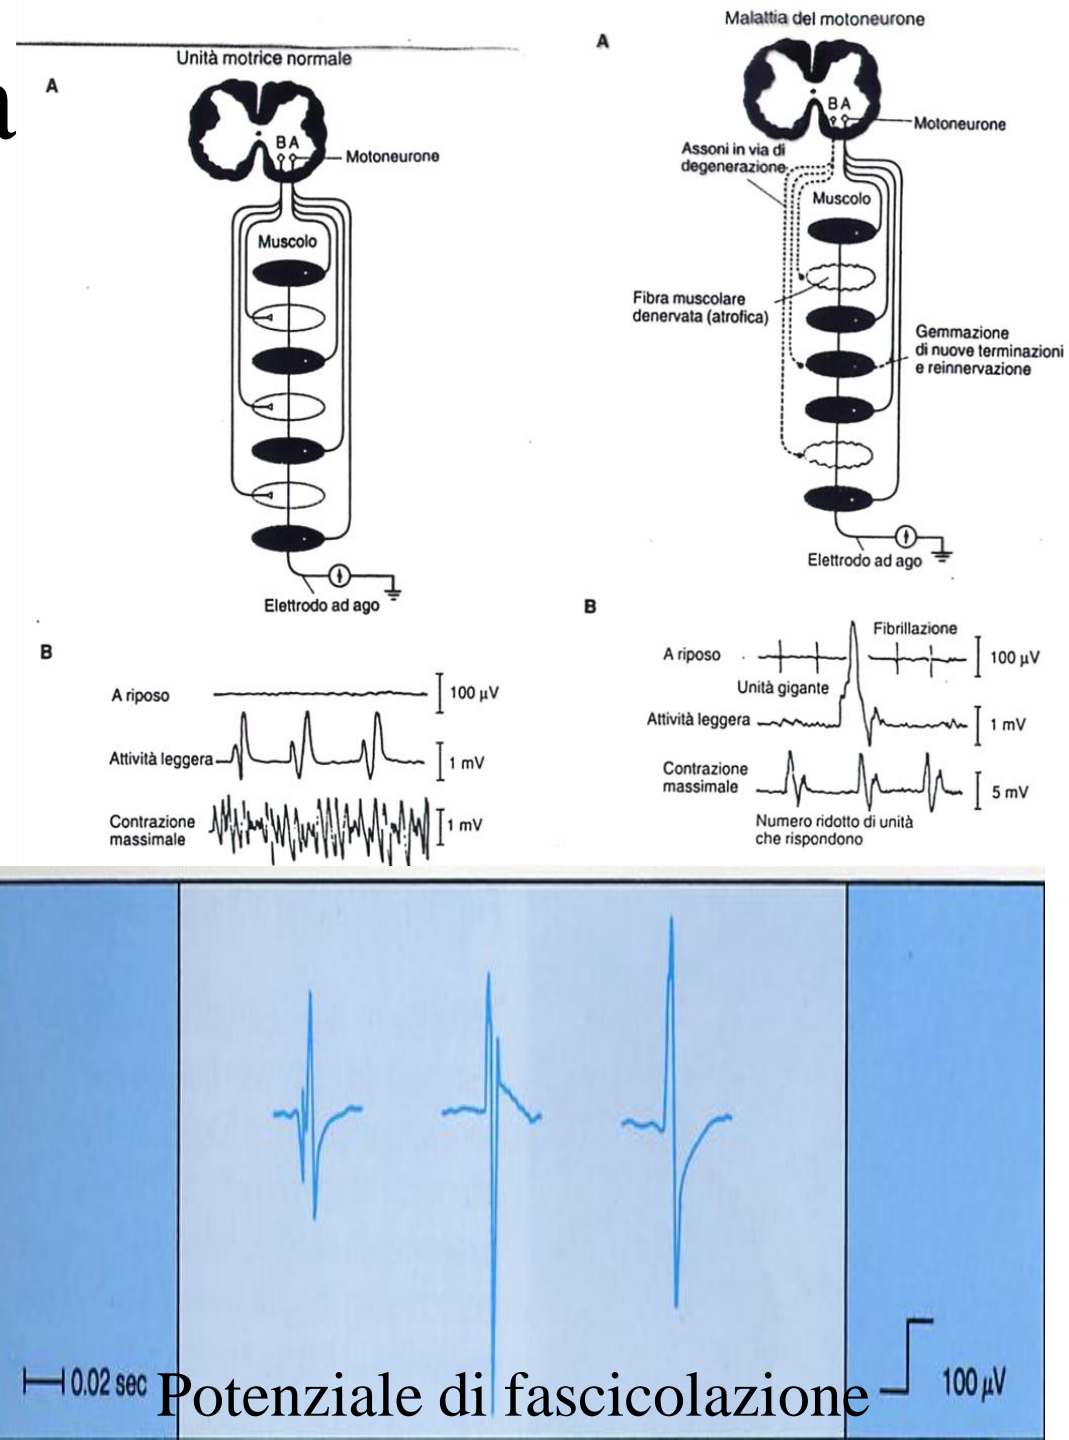 a
Unità motrice normale
A
B A
Motoneurone
Muscolo
Elettrodo ad ago
B
A riposo
100 µV
Attività leggera
1 mV
Contrazione
massimale
1 mV
Malattia del motoneurone
A
B A
Motoneurone
Assoni in via di
degenerazione
Muscolo
Fibra muscolare
denervata (atrofica)
Gemmazione
di nuove terminazioni
e reinnervazione
Elettrodo ad ago
B
Fibrillazione
A riposo
100 µV
Unità gigante
Attività leggera
1 mV
Contrazione
massimale
5 mV
Numero ridotto di unità
che rispondono
0.02 sec
Potenziale di fascicolazione
100 µV